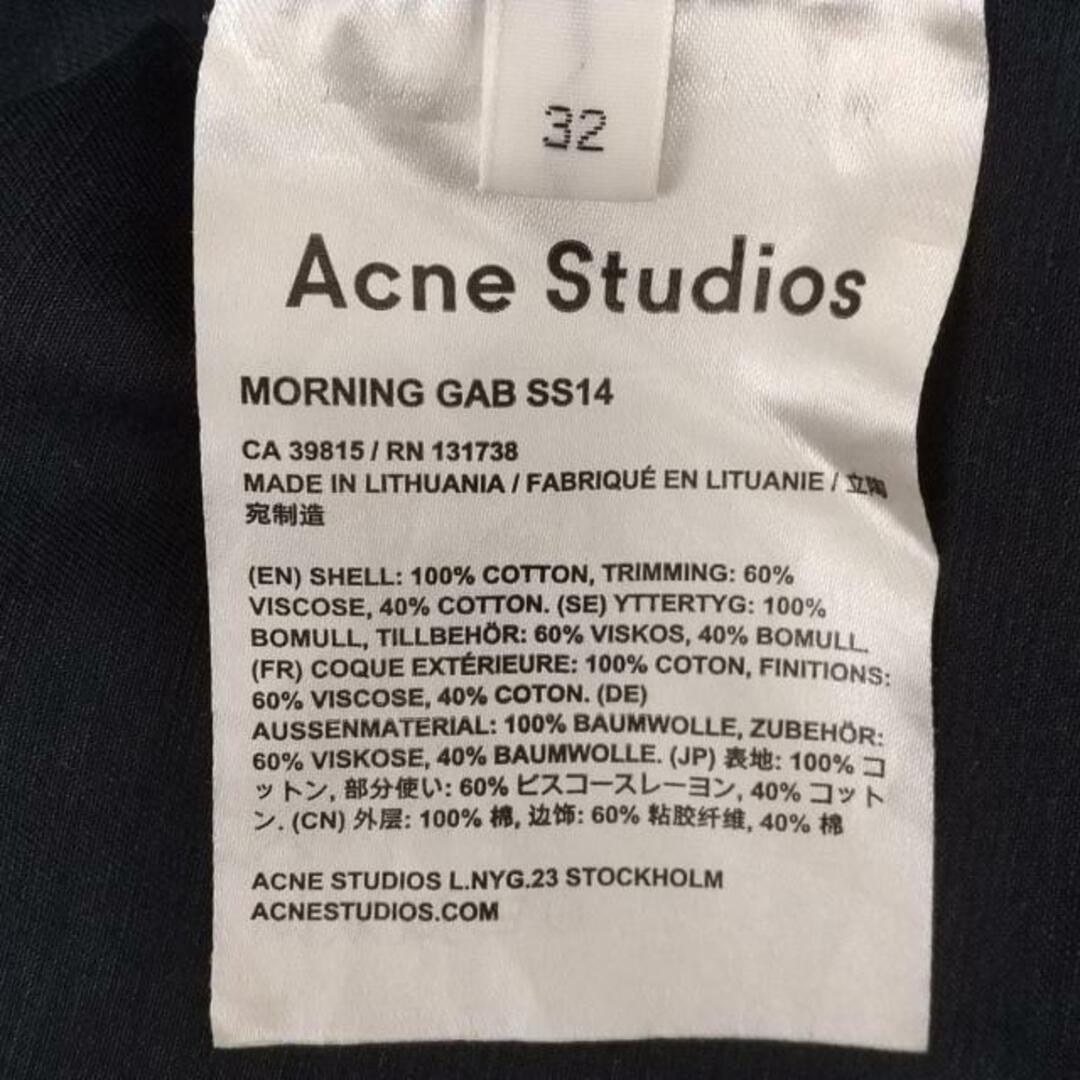 32
Acne Studios
MORNING GAB SS14
CA 39815 / RN 131738
MADE IN LITHUANIA / FABRIQUÉ EN LITUANIE / 立陶
宛制造
(EN) SHELL: 100% COTTON, TRIMMING: 60%
VISCOSE, 40% COTTON. (SE) YTTERTYG: 100%
BOMULL, TILLBEHÖR: 60% VISKOS, 40% BOMULL.
(FR) COQUE EXTÉRIEURE: 100% COTON, FINITIONS:
60% VISCOSE, 40% COTON. (DE)
AUSSENMATERIAL: 100% BAUMWOLLE, ZUBEHÖR:
60% VISKOSE, 40% BAUMWOLLE. (JP) 表地: 100% コ
ットン, 部分使い: 60% ビスコースレーヨン, 40% コット
ン. (CN) 外层: 100% 棉, 边饰: 60% 粘胶纤维, 40% 棉
ACNE STUDIOS L.NYG.23 STOCKHOLM
ACNESTUDIOS.COM